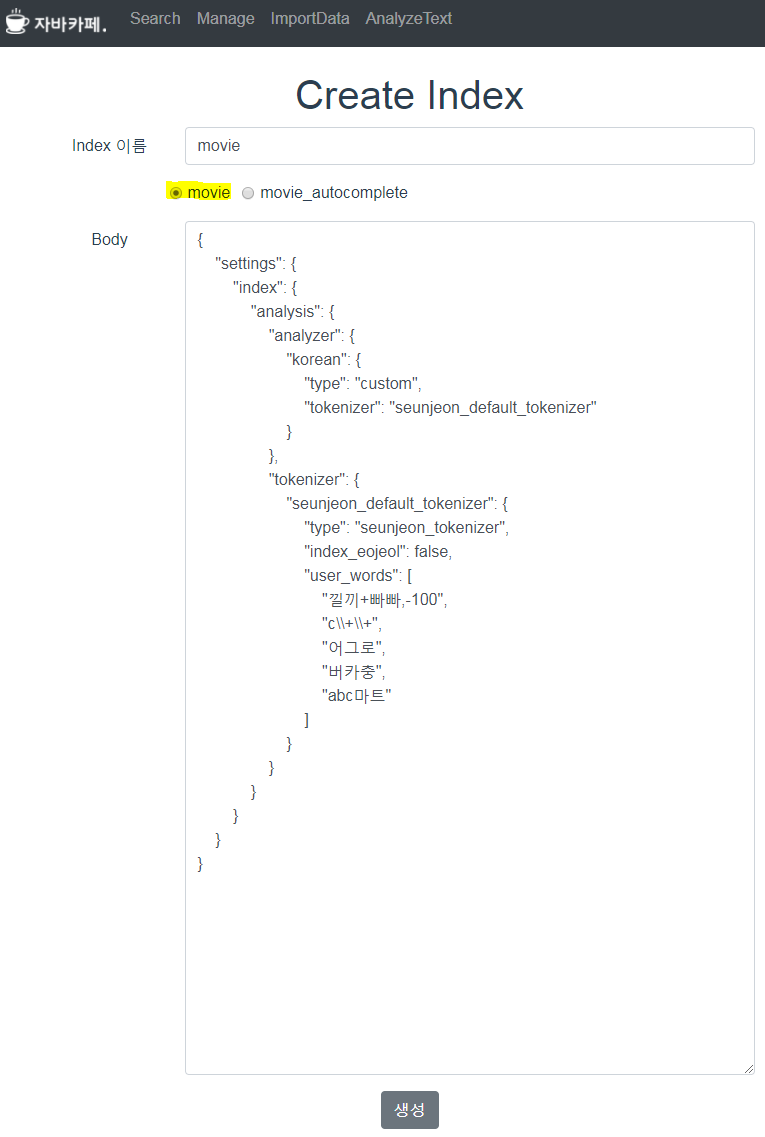 자바카페. Search Manage ImportData AnalyzeText
Create Index
Index 이름 movie
movie movie_autocomplete
Body {
"settings": {
"index": {
"analysis": {
"analyzer": {
"korean": {
"type": "custom",
"tokenizer": "seunjeon_default_tokenizer"
}
},
"tokenizer": {
"seunjeon_default_tokenizer": {
"type": "seunjeon_tokenizer",
"index_eojeol": false,
"user_words": [
"낄끼+빠빠,-100",
"c\\+\\+",
"어그로",
"버카충",
"abc마트"
]
}
}
}
}
}
}
생성